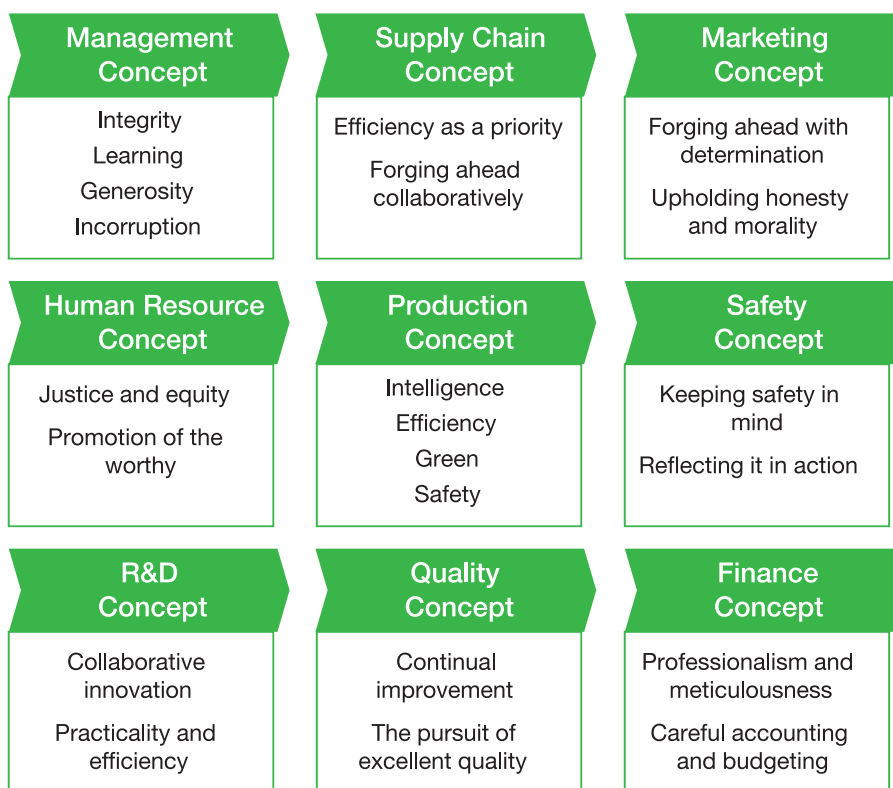 Management
Concept
Integrity
Learning
Generosity
Incorruption
Supply Chain
Concept
Efficiency as a priority
Forging ahead
collaboratively
Marketing
Concept
Forging ahead with
determination
Upholding honesty
and morality
Human Resource
Concept
Justice and equity
Promotion of the
worthy
Production
Concept
Intelligence
Efficiency
Green
Safety
Safety
Concept
Keeping safety in
mind
Reflecting it in action
R&D
Concept
Collaborative
innovation
Practicality and
efficiency
Quality
Concept
Continual
improvement
The pursuit of
excellent quality
Finance
Concept
Professionalism and
meticulousness
Careful accounting
and budgeting